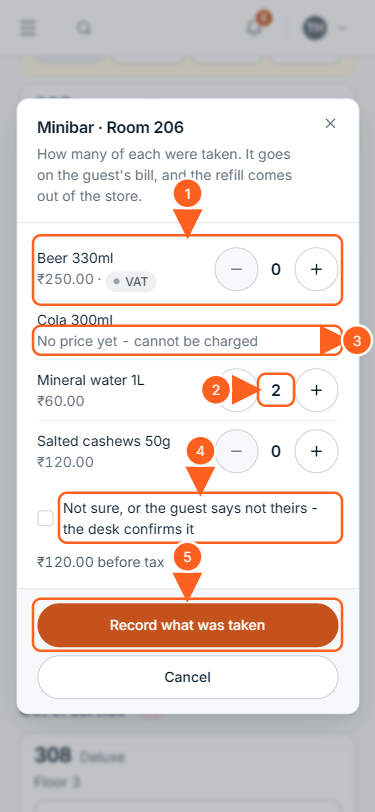 TH
Minibar · Room 206
How many of each were taken. It goes
on the guest's bill, and the refill comes
out of the store.
1
Beer 330ml
₹250.00 · VAT
0
Cola 300ml
No price yet - cannot be charged
3
Mineral water 1L
₹60.00
2
2
Salted cashews 50g
₹120.00
4
0
Not sure, or the guest says not theirs -
the desk confirms it
₹120.00 before tax
5
Record what was taken
Cancel
308 Deluxe
Floor 3